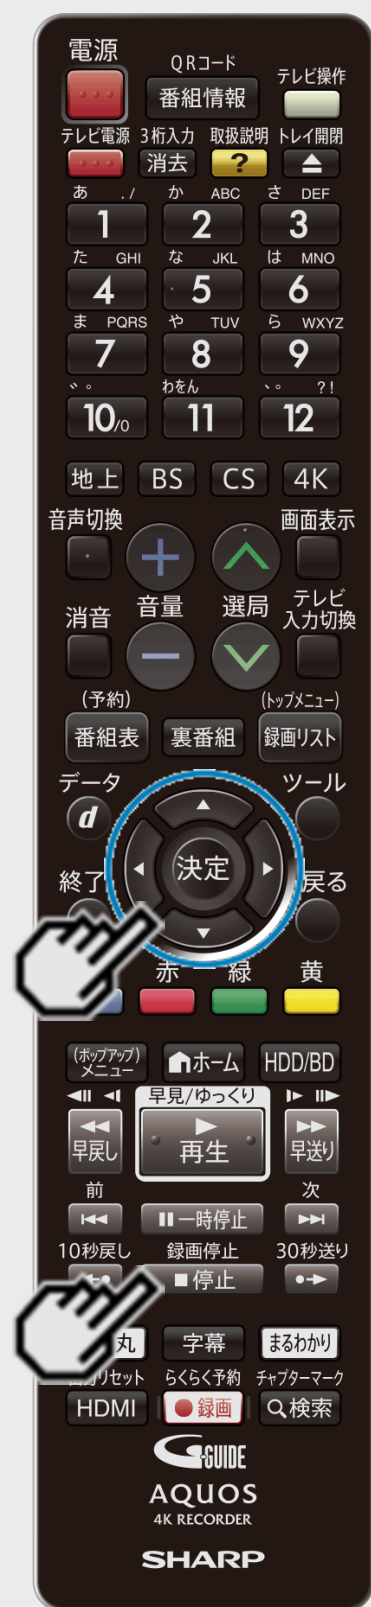 電源
QRコード
テレビ操作
番組情報
テレビ電源 3桁入力 取扱説明 トレイ開閉
消去 ?
あ ./ か ABC さ DEF
1 2 3
た GHI な JKL は MNO
4 5 6
ま PQRS や TUV ら WXYZ
7 8 9
゛゜ わをん 、。 ?!
10/0 11 12
地上 BS CS 4K
音声切換 画面表示
消音 音量 選局 テレビ
入力切換
(予約) (トップメニュー)
番組表 裏番組 録画リスト
データ ツール
d
決定
終了 戻る
赤 緑 黄
(ポップアップ)
メニュー ホーム HDD/BD
早見/ゆっくり
早戻し 再生 早送り
前 次
一時停止
10秒戻し 録画停止 30秒送り
停止
丸 字幕 まるわかり
リセット らくらく予約 チャプターマーク
HDMI 録画 検索
G-GUIDE
AQUOS
4K RECORDER
SHARP